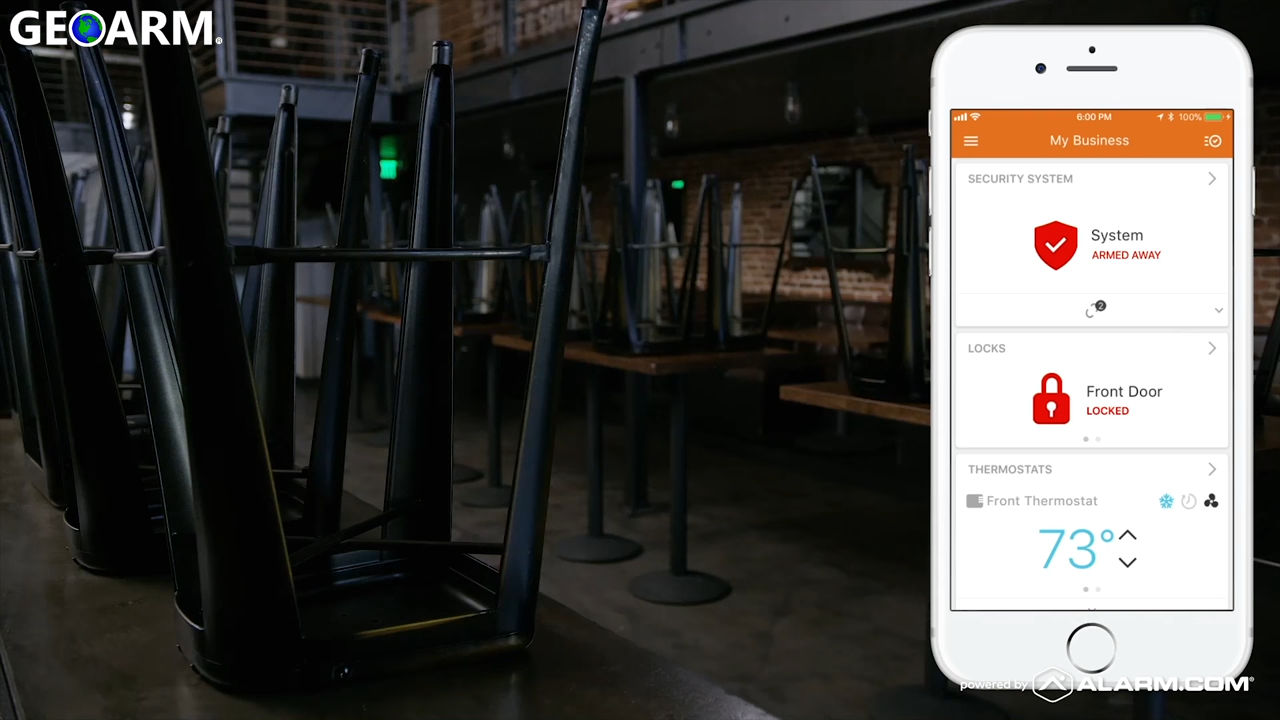 GEOARM®
6:00 PM
100%
My Business
SECURITY SYSTEM
System
ARMED AWAY
2
LOCKS
Front Door
LOCKED
THERMOSTATS
Front Thermostat
73°
powered by ALARM.COM®